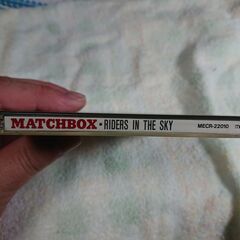 MATCHBOX - RIDERS IN THE SKY MECR-22010